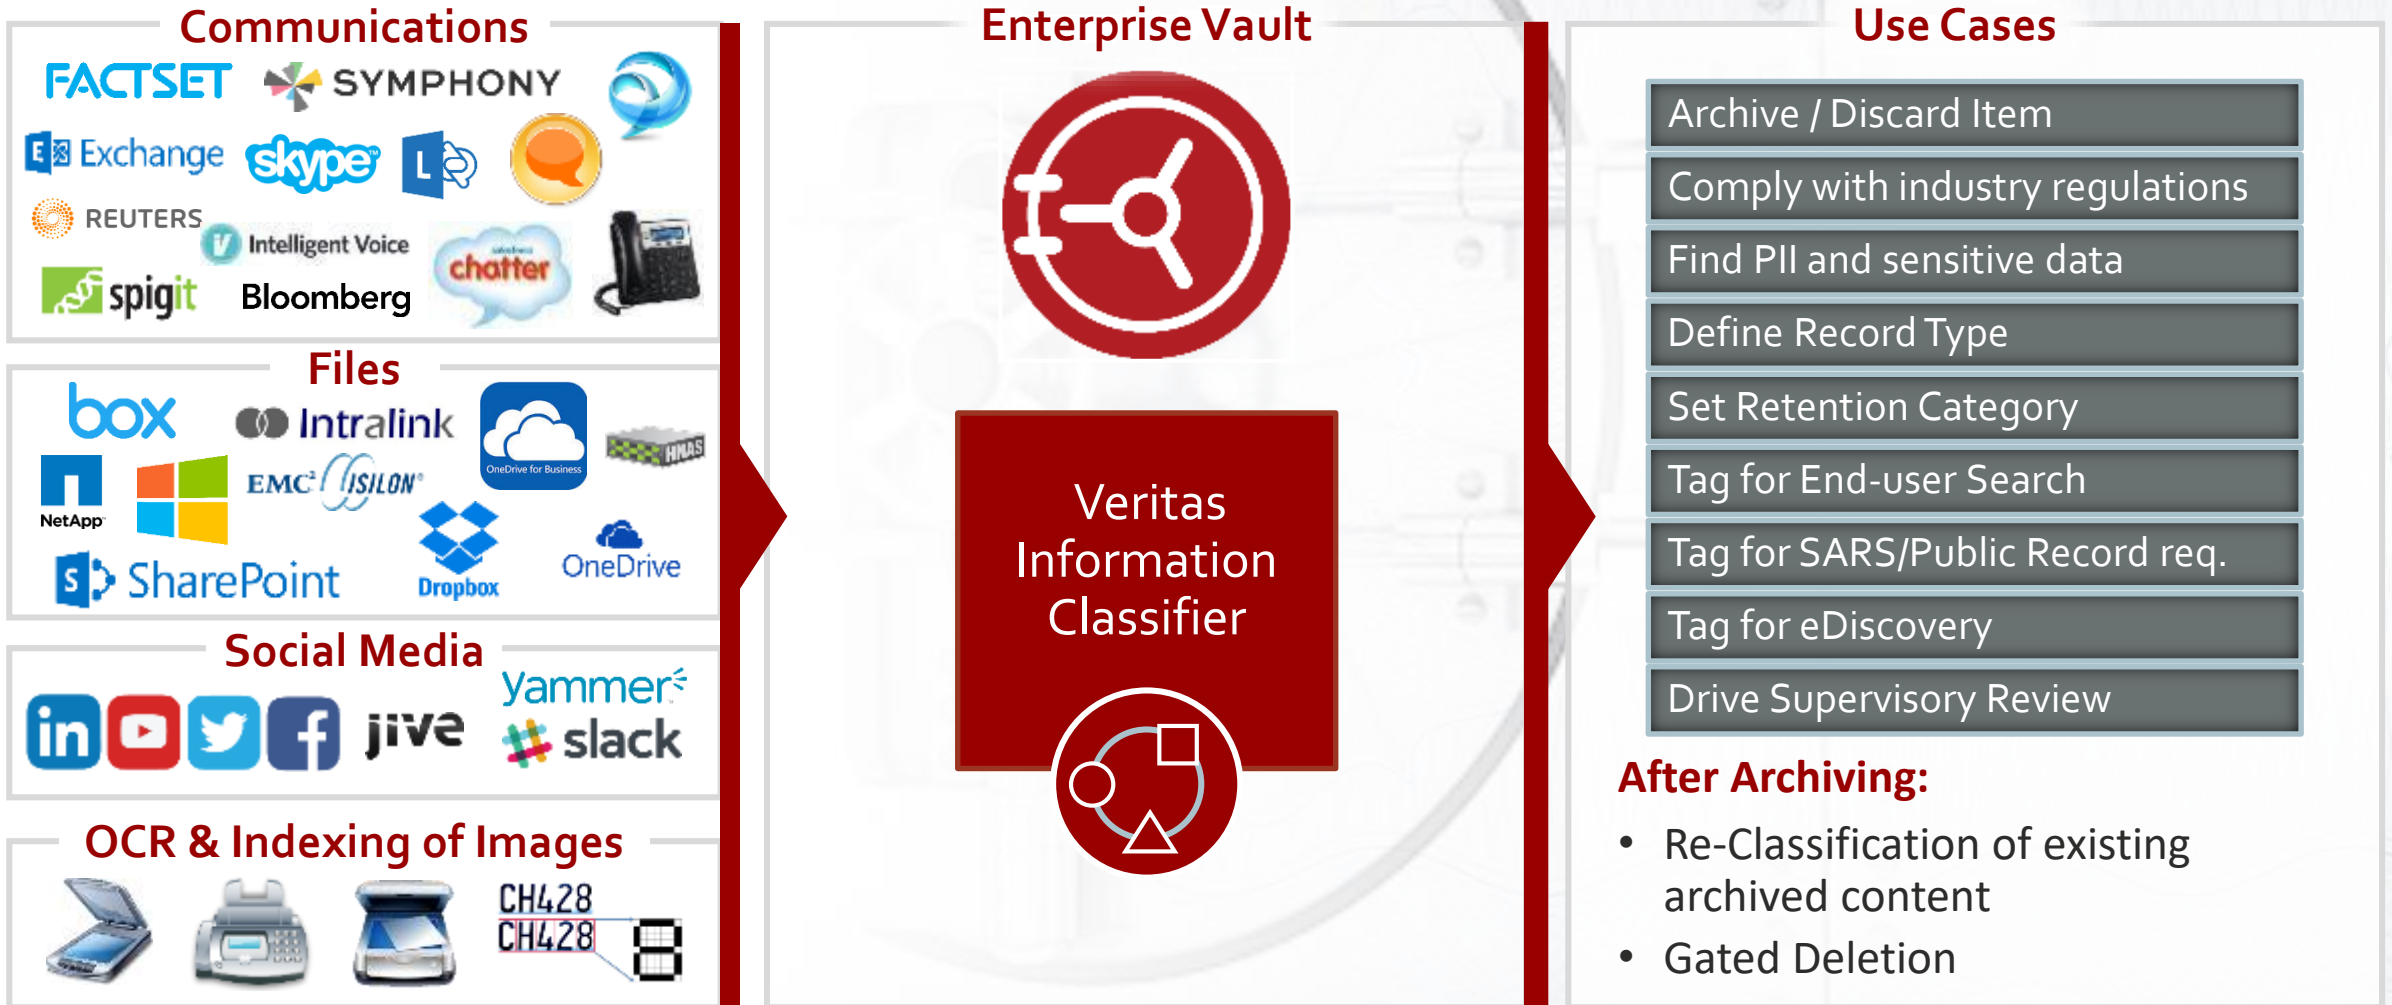 Communications
FACTSET
SYMPHONY
E Exchange
skype
L
REUTERS
Intelligent Voice
salesforce
chatter
spigit
Bloomberg
Files
box
Intralink
OneDrive for Business
HNAS
NetApp
EMC² ISILON®
S SharePoint
Dropbox
OneDrive
Social Media
in
f
jive
yammer
slack
OCR & Indexing of Images
CH428
CH428
8
Enterprise Vault
Veritas
Information
Classifier
Use Cases
Archive / Discard Item
Comply with industry regulations
Find PII and sensitive data
Define Record Type
Set Retention Category
Tag for End-user Search
Tag for SARS/Public Record req.
Tag for eDiscovery
Drive Supervisory Review
After Archiving:
• Re-Classification of existing
archived content
• Gated Deletion